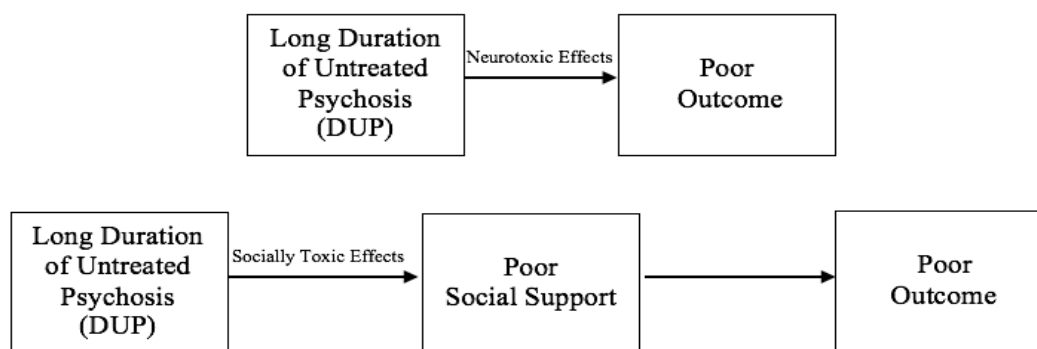 Long Duration
of Untreated
Psychosis
(DUP)
Neurotoxic Effects
Poor
Outcome
Long Duration
of Untreated
Psychosis
(DUP)
Socially Toxic Effects
Poor
Social Support
Poor
Outcome